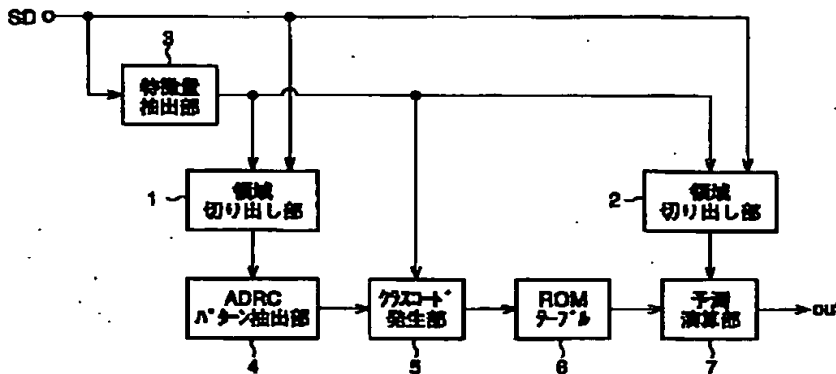 SD
3
特徴量
抽出部
1
領域
切り出し部
2
領域
切り出し部
ADRC
パターン抽出部
4
クラスコード
発生部
5
ROM
テーブル
6
予測
演算部
7
out